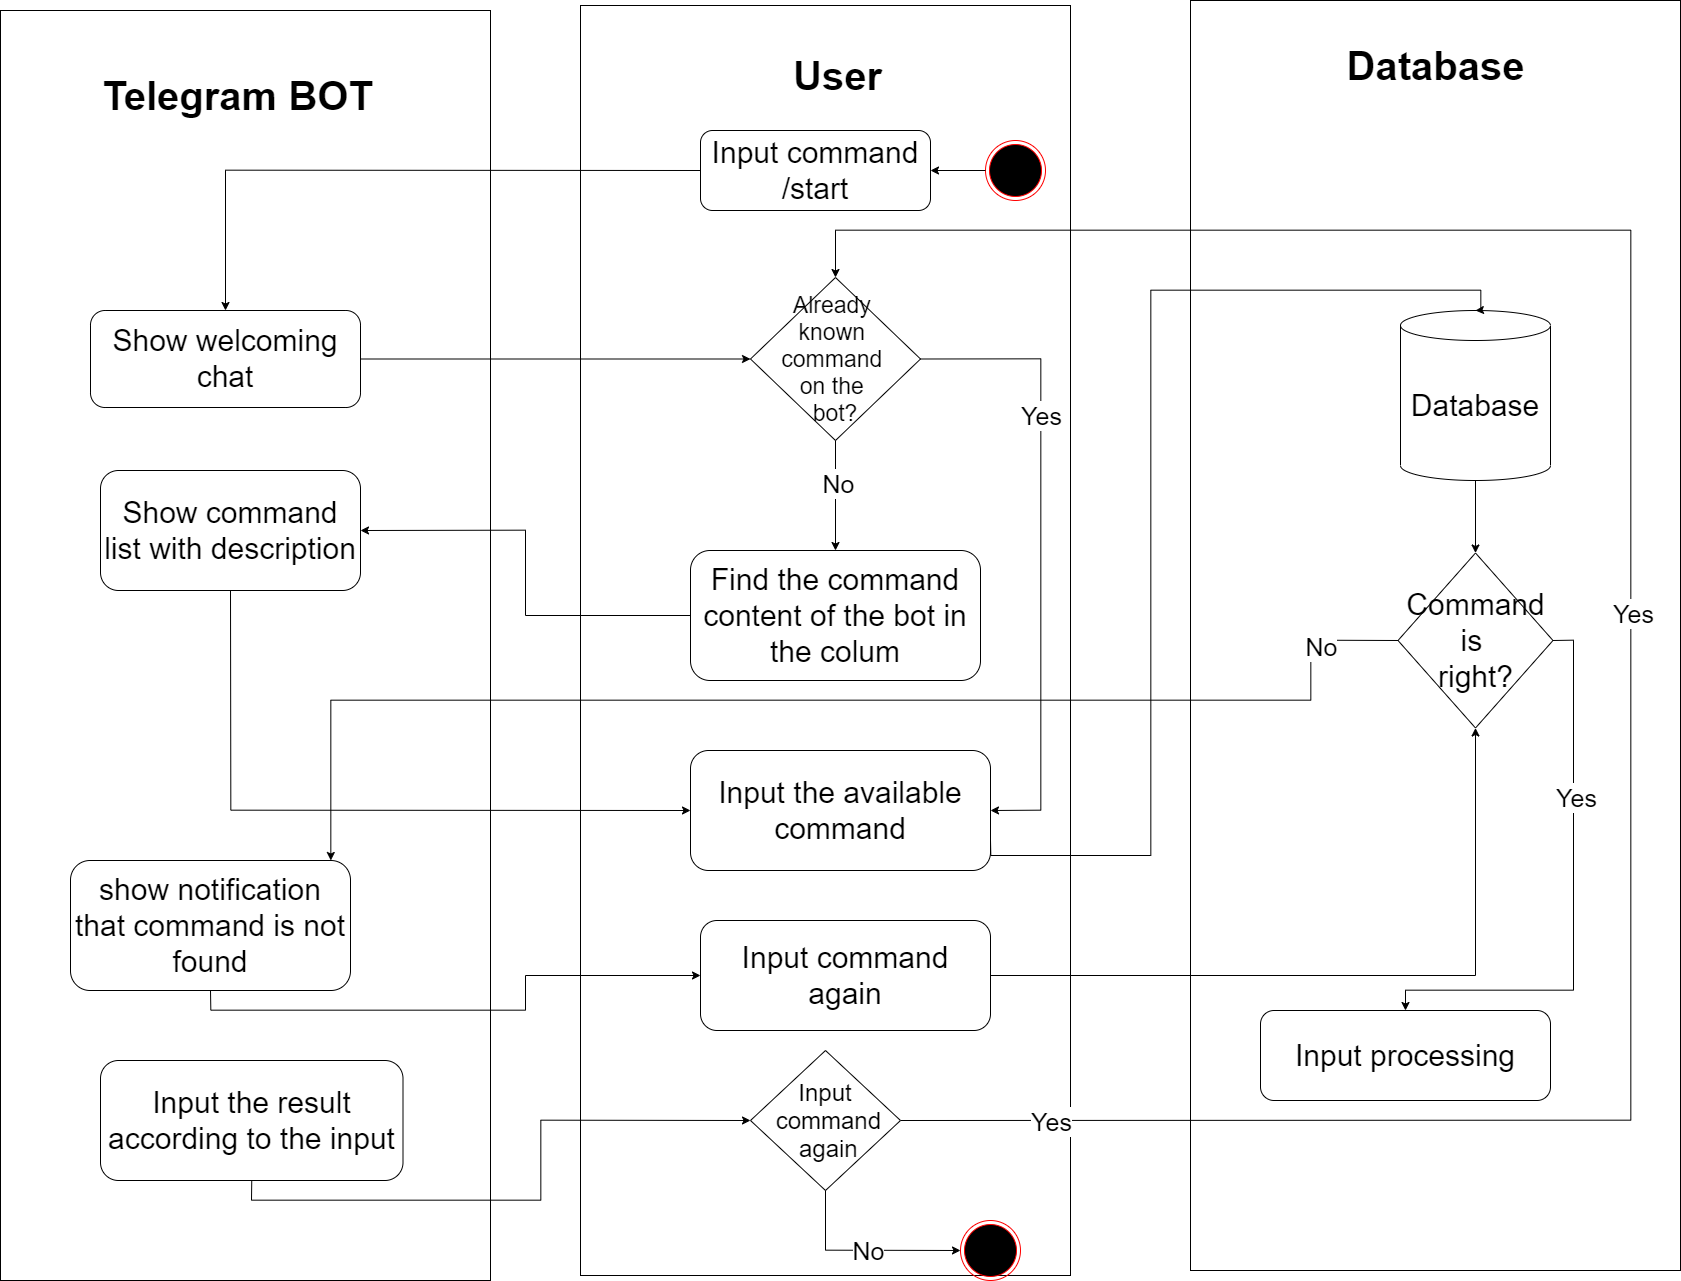 Telegram BOT
User
Database
Input command
/start
Show welcoming
chat
Already
known
command
on the
bot?
Yes
No
Database
Show command
list with description
Find the command
content of the bot in
the colum
Command
is
right?
No
Yes
Yes
Input the available
command
show notification
that command is not
found
Input command
again
Input processing
Input the result
according to the input
Input
command
again
Yes
No